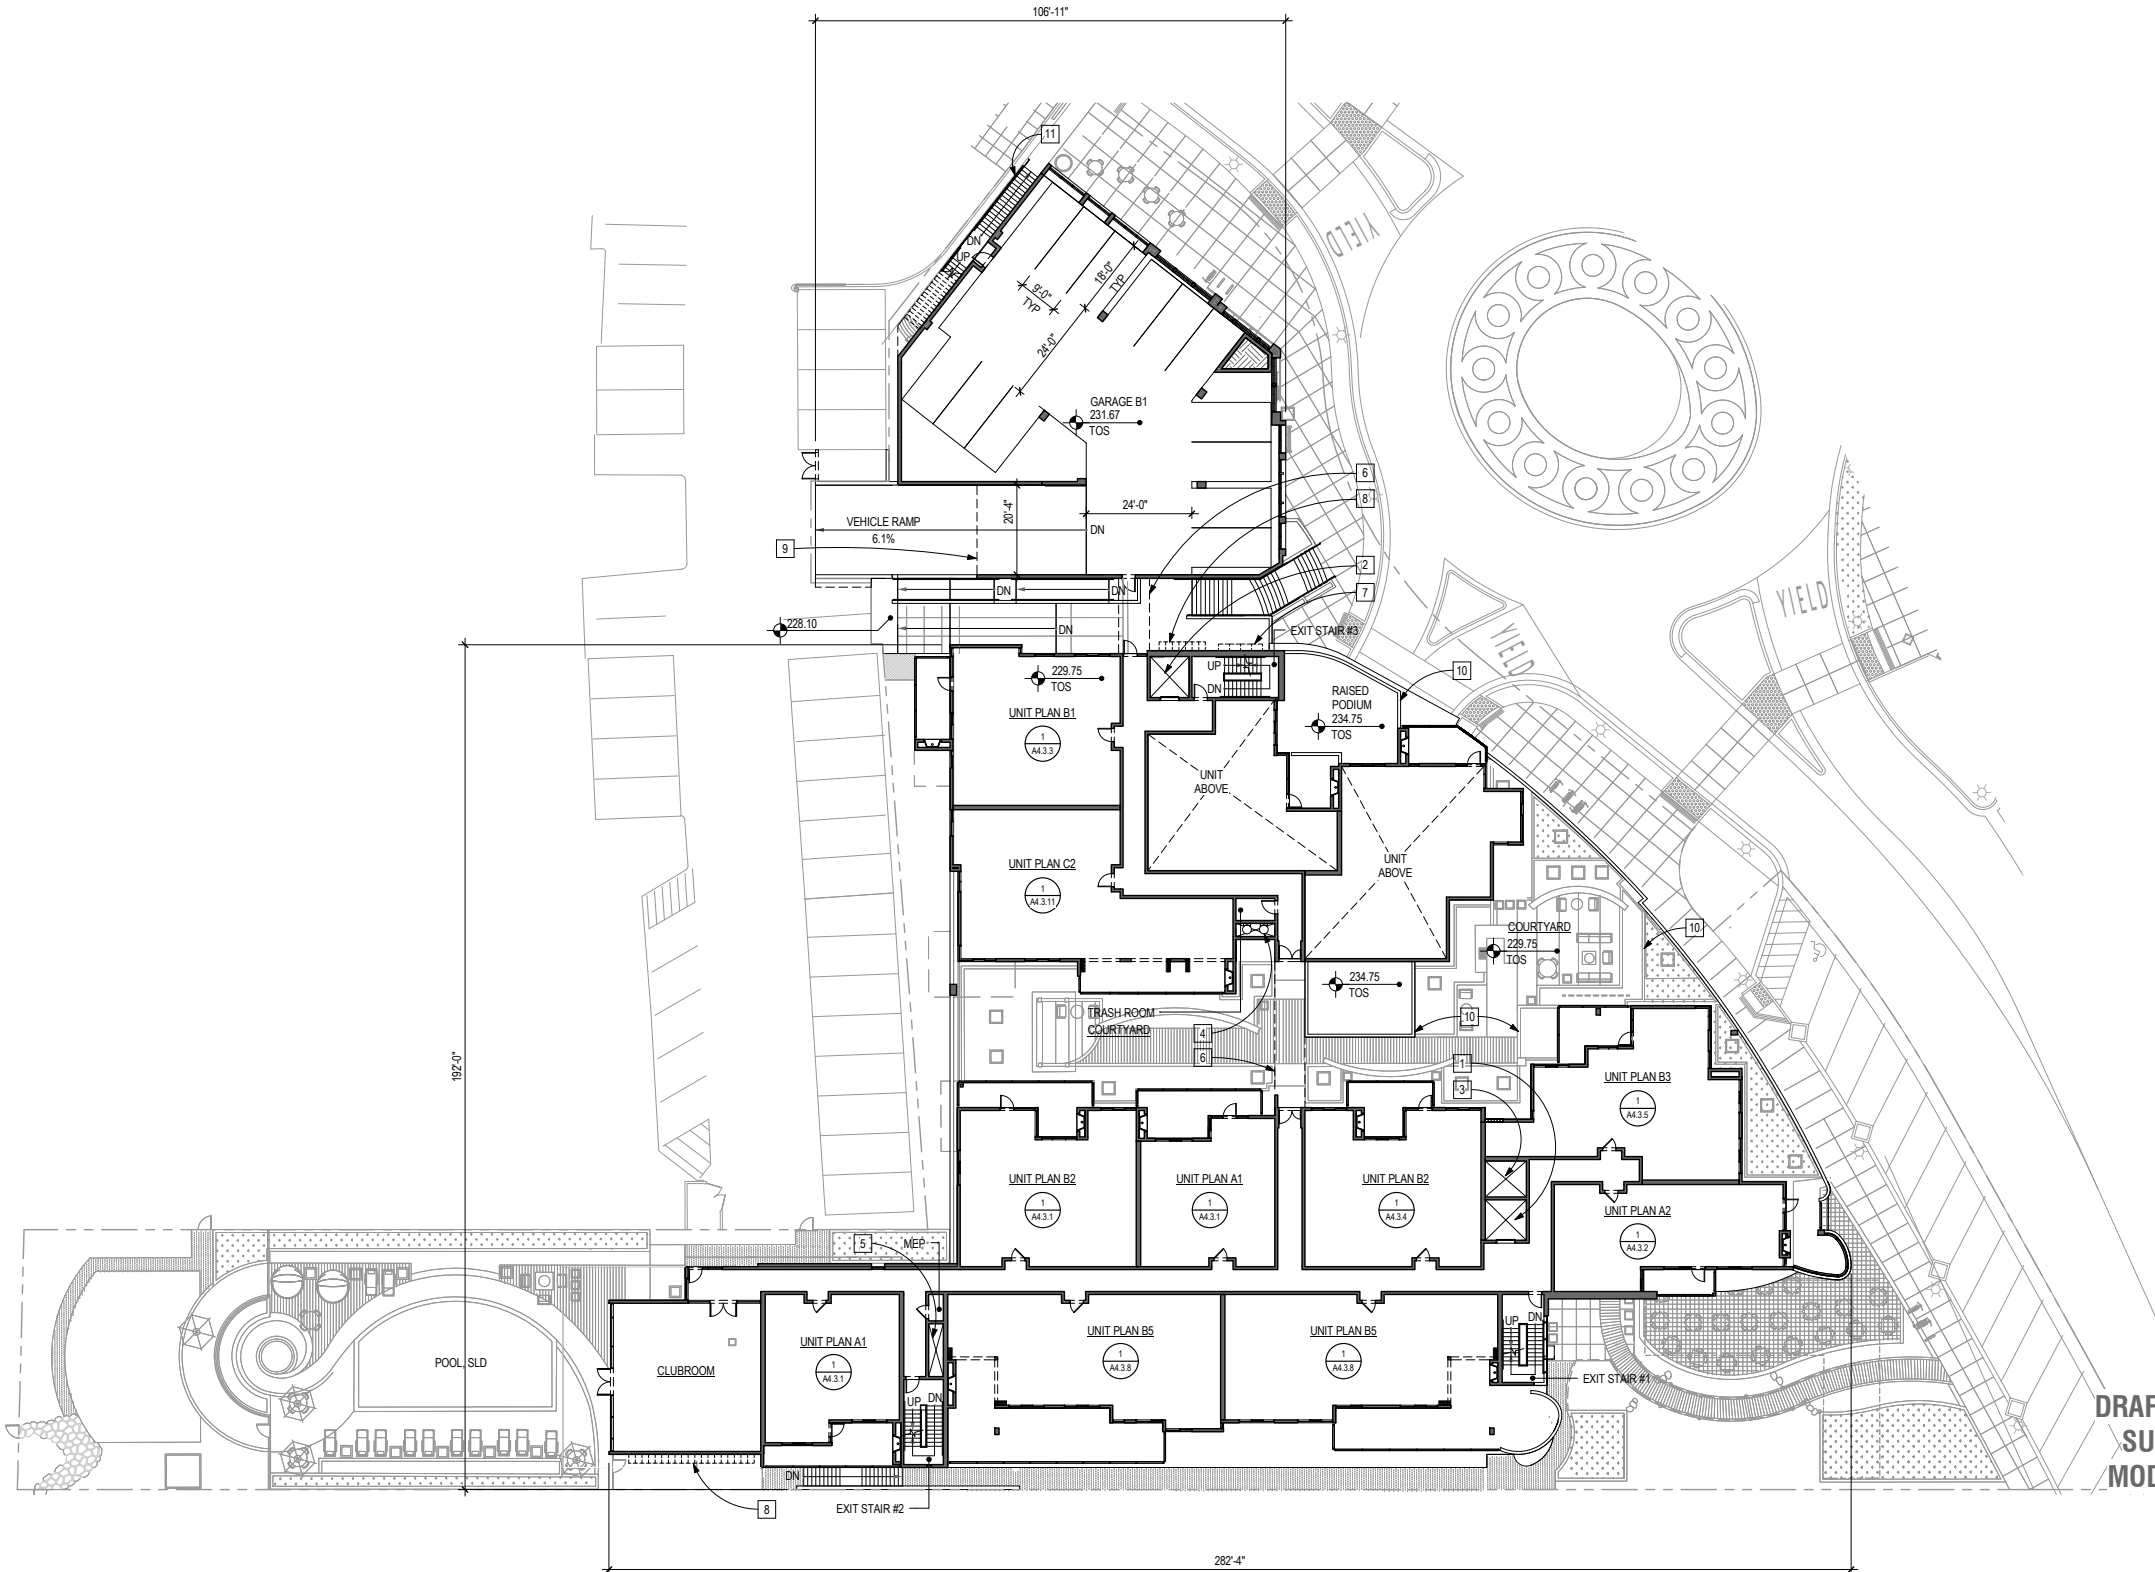 106'-11"
11
DN
UP
9'-0"
TYP
18'-0"
TYP
24'-0"
YIELD
GARAGE B1
231.67
TOS
6
8
VEHICLE RAMP
6.1%
20'-4"
24'-0"
DN
9
2
7
DN
DN
DN
228.10
EXIT STAIR #3
YIELD
YIELD
229.75
TOS
UP
DN
RAISED
PODIUM
234.75
TOS
10
UNIT PLAN B1
1
A4.3.3
UNIT
ABOVE
UNIT
ABOVE
UNIT PLAN C2
1
A4.3.11
COURTYARD
229.75
TOS
10
234.75
TOS
TRASH ROOM
COURTYARD
4
10
6
1
3
192'-0"
UNIT PLAN B3
1
A4.3.5
UNIT PLAN B2
1
A4.3.1
UNIT PLAN A1
1
A4.3.1
UNIT PLAN B2
1
A4.3.4
UNIT PLAN A2
1
A4.3.2
5
MEP
UNIT PLAN A1
1
A4.3.1
UNIT PLAN B5
1
A4.3.8
UNIT PLAN B5
1
A4.3.8
UP
DN
POOL, SLD
CLUBROOM
EXIT STAIR #1
UP
DN
DN
8
EXIT STAIR #2
282'-4"
DRAF
SU
MOD